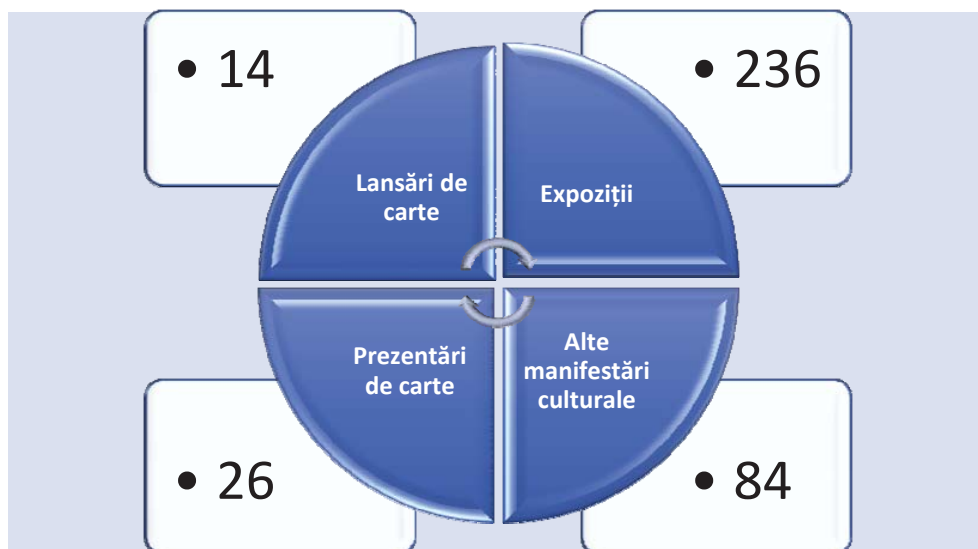 • 14
• 236
Lansări de
carte
Expoziții
Prezentări
de carte
Alte
manifestări
culturale
• 26
• 84